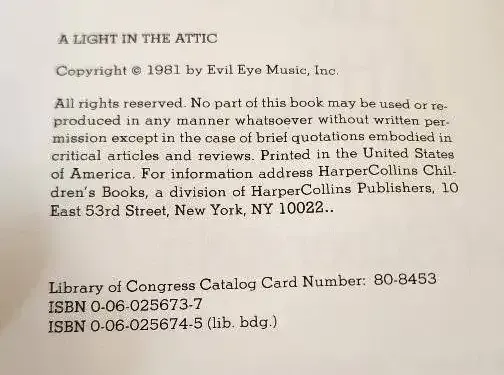 A LIGHT IN THE ATTIC
Copyright © 1981 by Evil Eye Music, Inc.
All rights reserved. No part of this book may be used or re-
produced in any manner whatsoever without written per-
mission except in the case of brief quotations embodied in
critical articles and reviews. Printed in the United States
of America. For information address HarperCollins Chil-
dren's Books, a division of HarperCollins Publishers, 10
East 53rd Street, New York, NY 10022..
Library of Congress Catalog Card Number: 80-8453
ISBN 0-06-025673-7
ISBN 0-06-025674-5 (lib. bdg.)